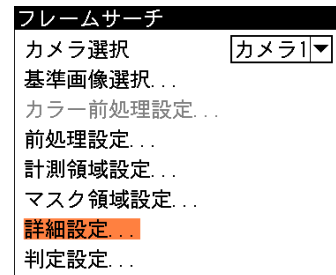 フレームサーチ
カメラ選択 カメラ1▼
基準画像選択...
カラー前処理設定...
前処理設定...
計測領域設定...
マスク領域設定...
詳細設定...
判定設定...